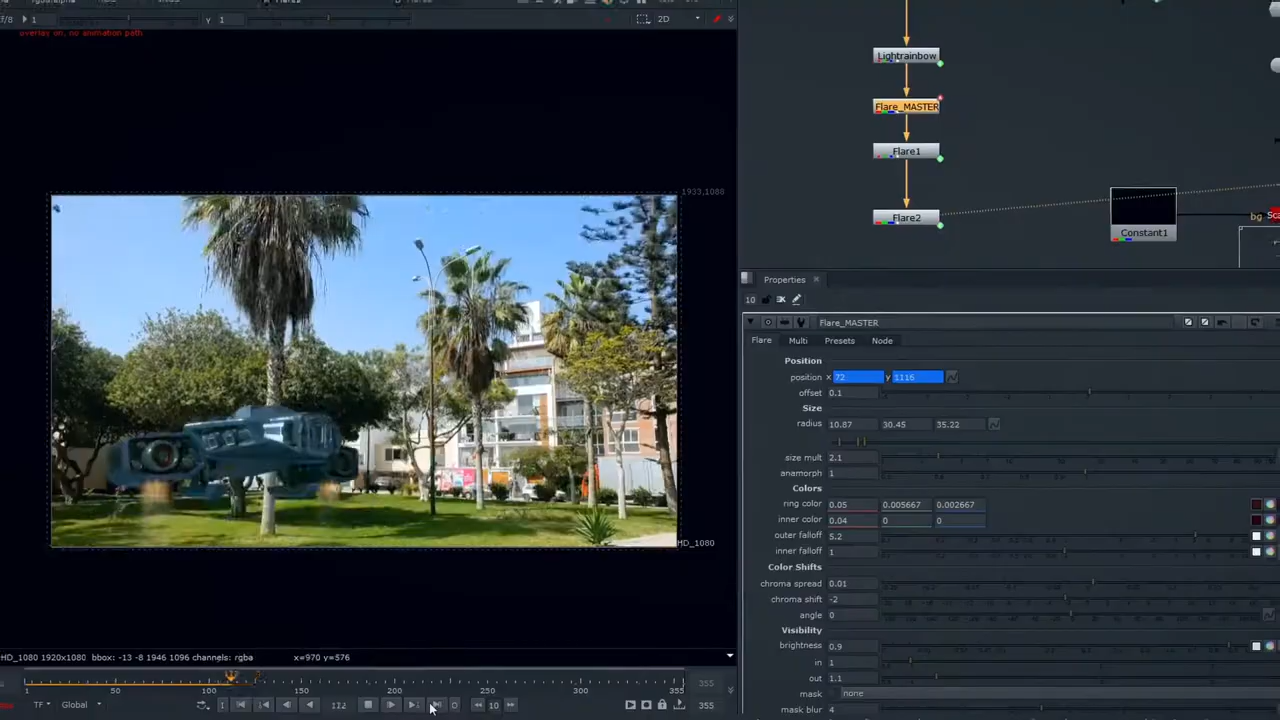 overlay on, no animation path
f/8 1 y 1 2D
1933,1088
HD_1080
HD_1080 1920x1080 bbox: -13 -8 1946 1096 channels: rgba x=970 y=576
1 50 100 112 150 200 250 300 355 355
TF Global 112 10 355
Lightrainbow
Flare_MASTER
Flare1
Flare2
Constant1
bg
Properties
10
Flare_MASTER
Flare Multi Presets Node
Position
position x 72 y 1116
offset 0.1
Size
radius 10.87 30.45 35.22
size mult 2.1
anamorph 1
Colors
ring color 0.05 0.005667 0.002667
inner color 0.04 0 0
outer falloff 5.2
inner falloff 1
Color Shifts
chroma spread 0.01
chroma shift -2
angle 0
Visibility
brightness 0.9
in 1
out 1.1
mask none
mask blur 4